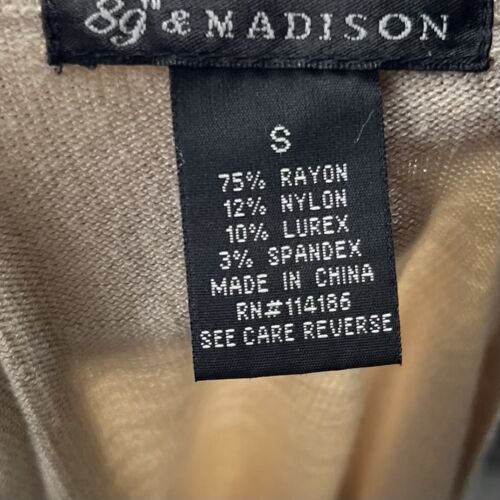 89th & MADISON
S
75% RAYON
12% NYLON
10% LUREX
3% SPANDEX
MADE IN CHINA
RN#114186
SEE CARE REVERSE